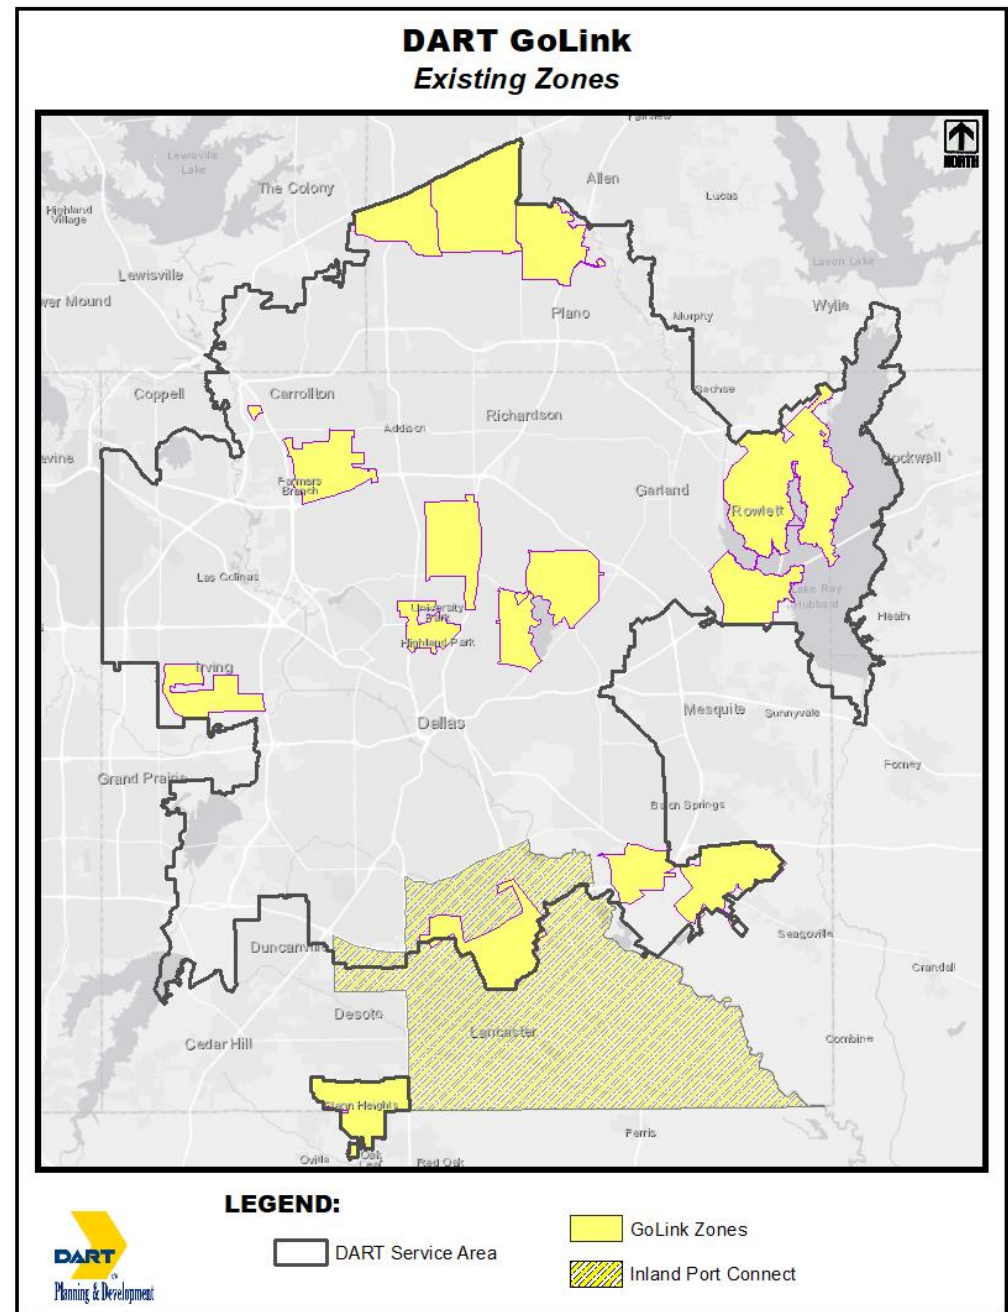 DART GoLink
Existing Zones
NORTH
Lewisville
Lake
The Colony
Allen
Lucas
Highland
Village
Lavon Lake
Lewisville
Wylie
Plano
Murphy
Sachse
Coppell
Carrollton
Addison
Richardson
Farmers
Branch
Garland
Rowlett
Las Colinas
Lake Ray
Hubbard
Heath
University
Park
Highland Park
Irving
Dallas
Mesquite
Sunnyvale
Grand Prairie
Forney
Balch Springs
Seagoville
Duncanville
Crandall
Desoto
Lancaster
Cedar Hill
Combine
Glenn Heights
Ferris
Ovilla
Oak
Leaf
Red Oak
LEGEND:
DART Service Area
GoLink Zones
Inland Port Connect
DART
Planning & Development